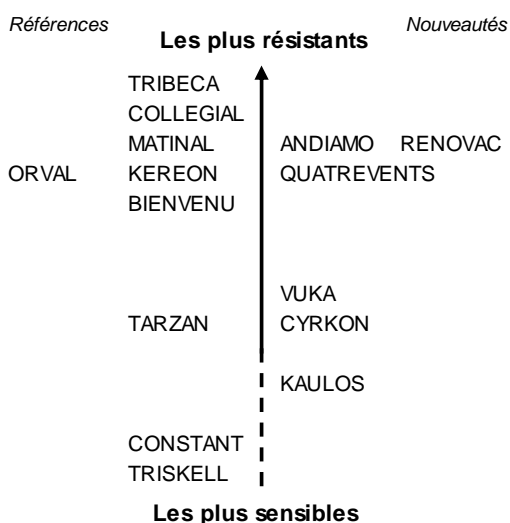 Références Nouveautés
Les plus résistants
TRIBECA
COLLEGIAL
MATINAL ANDIAMO RENOVAC
ORVAL KEREON QUATREVENTS
BIENVENU
VUKA
TARZAN CYRKON
KAULOS
CONSTANT
TRISKELL
Les plus sensibles